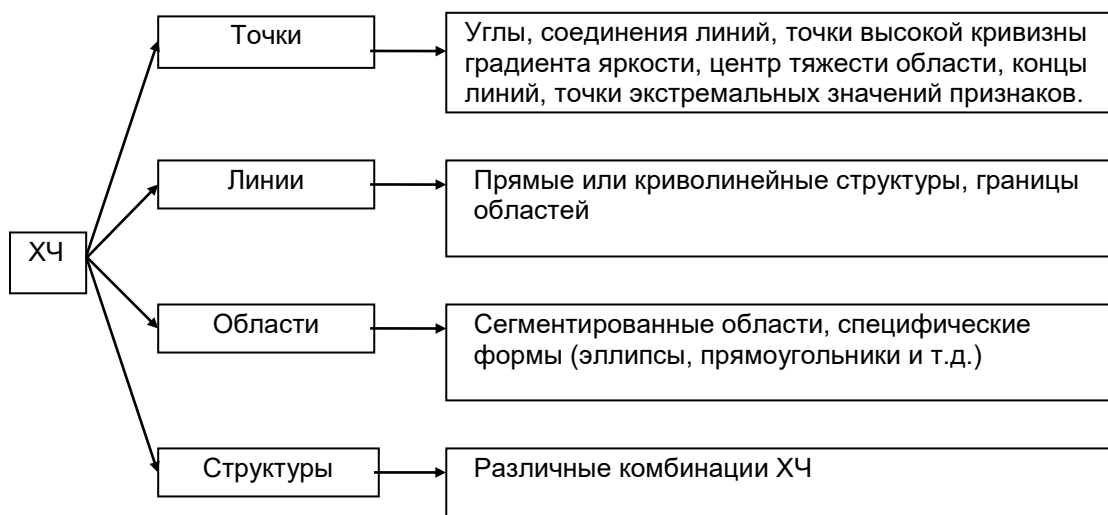 Точки
Углы, соединения линий, точки высокой кривизны
градиента яркости, центр тяжести области, концы
линий, точки экстремальных значений признаков.
Линии
Прямые или криволинейные структуры, границы
областей
ХЧ
Области
Сегментированные области, специфические
формы (эллипсы, прямоугольники и т.д.)
Структуры
Различные комбинации ХЧ